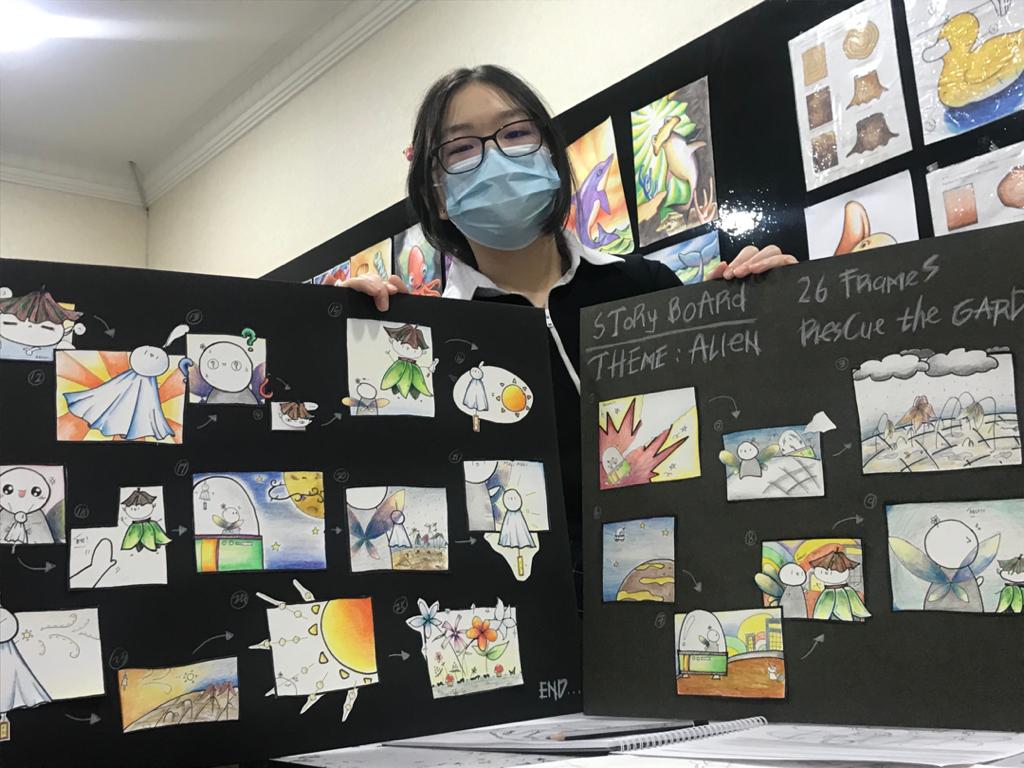 STORY BOARD
THEME: ALIEN
26 FRAMES
RESCUE the GARD
END...